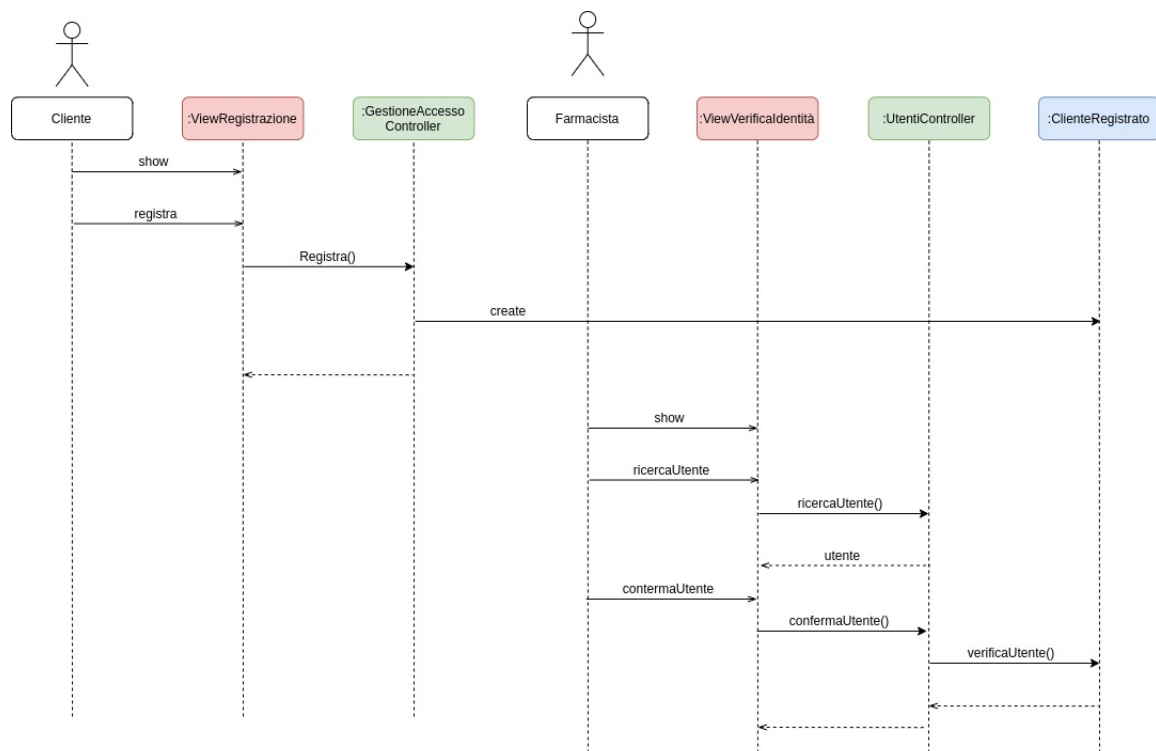 Cliente
:ViewRegistrazione
:GestioneAccesso
Controller
Farmacista
:ViewVerificaIdentità
:UtentiController
:ClienteRegistrato
show
registra
Registra()
create
show
ricercaUtente
ricercaUtente()
utente
contermaUtente
confermaUtente()
verificaUtente()